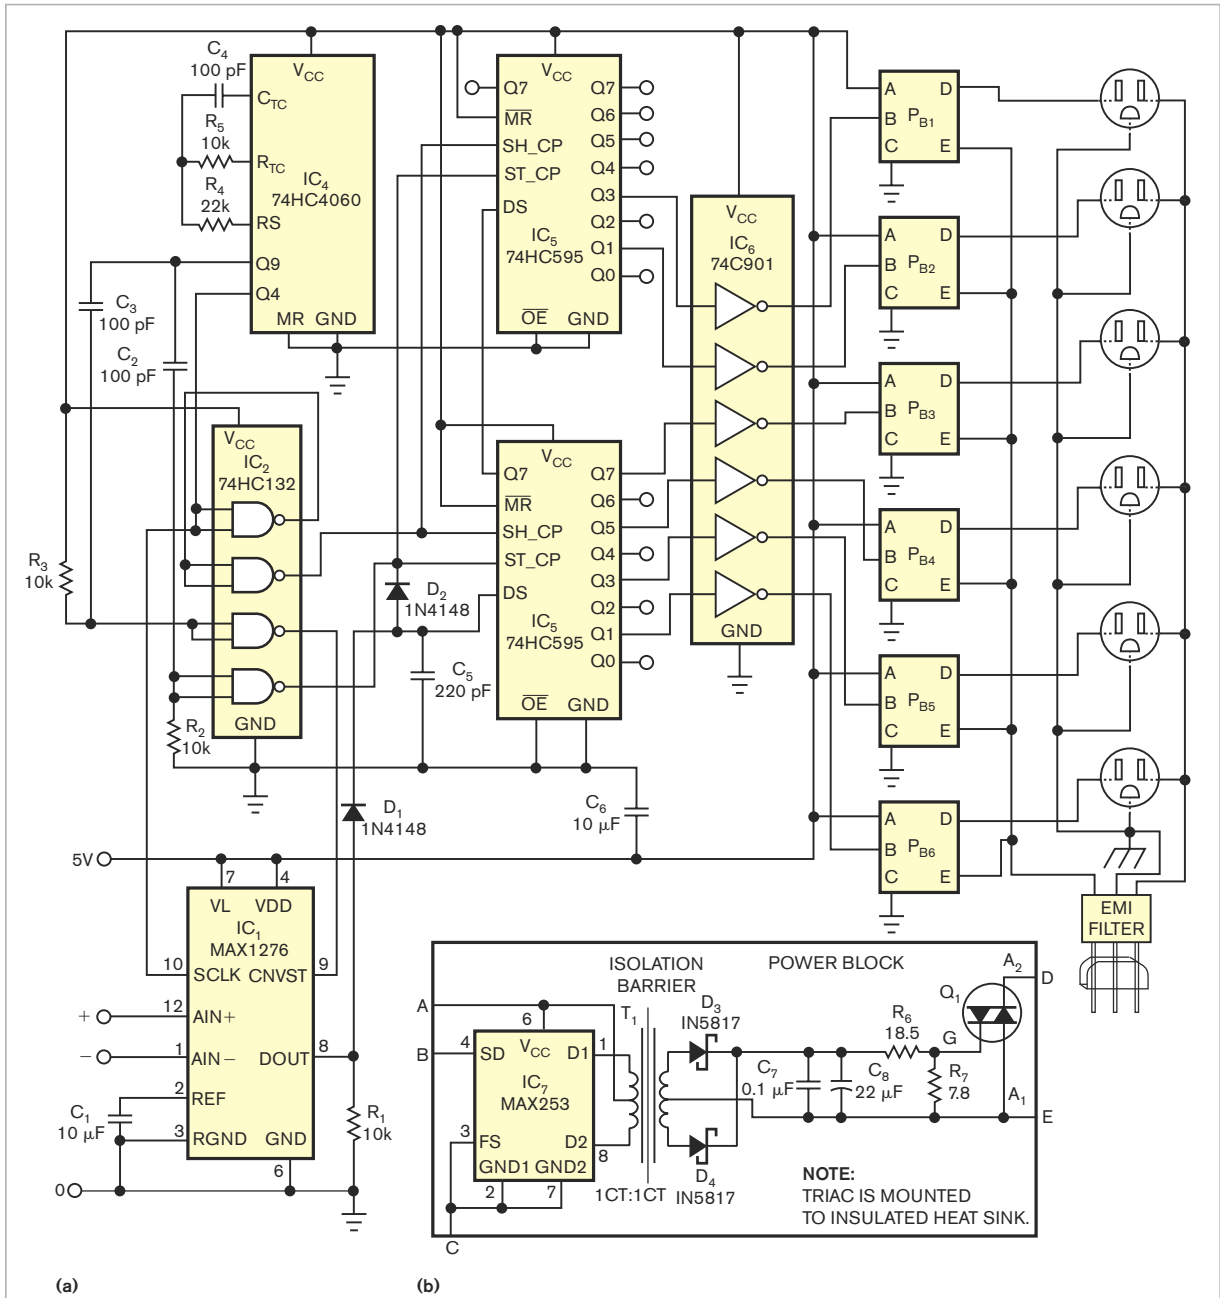 C4
100 pF
VCC
CTC
R5
10k
RTC
IC4
74HC4060
R4
22k
RS
Q9
Q4
MR GND
C3
100 pF
C2
100 pF
VCC
Q7
MR
SH_CP
ST_CP
DS
IC5
74HC595
OE
GND
Q7
Q6
Q5
Q4
Q3
Q2
Q1
Q0
VCC
IC6
74C901
GND
A
B
C
PB1
D
E
A
B
C
PB2
D
E
A
B
C
PB3
D
E
A
B
C
PB4
D
E
A
B
C
PB5
D
E
A
B
C
PB6
D
E
VCC
IC2
74HC132
GND
R3
10k
R2
10k
VCC
Q7
MR
SH_CP
ST_CP
DS
IC5
74HC595
OE
GND
Q7
Q6
Q5
Q4
Q3
Q2
Q1
Q0
D2
1N4148
C5
220 pF
D1
1N4148
C6
10 µF
5V
7
4
VL
VDD
IC1
MAX1276
10
SCLK
CNVST
9
+
12
AIN+
−
1
AIN−
DOUT
8
2
REF
C1
10 µF
3
RGND
GND
6
R1
10k
0
EMI
FILTER
ISOLATION
BARRIER
POWER BLOCK
A
B
C
6
4
SD
VCC
D1
1
IC7
MAX253
3
FS
D2
8
GND1 GND2
2
7
T1
1CT:1CT
D3
IN5817
D4
IN5817
C7
0.1 µF
C8
22 µF
R6
18.5
R7
7.8
G
Q1
A2
D
A1
E
NOTE:
TRIAC IS MOUNTED
TO INSULATED HEAT SINK.
(a)
(b)